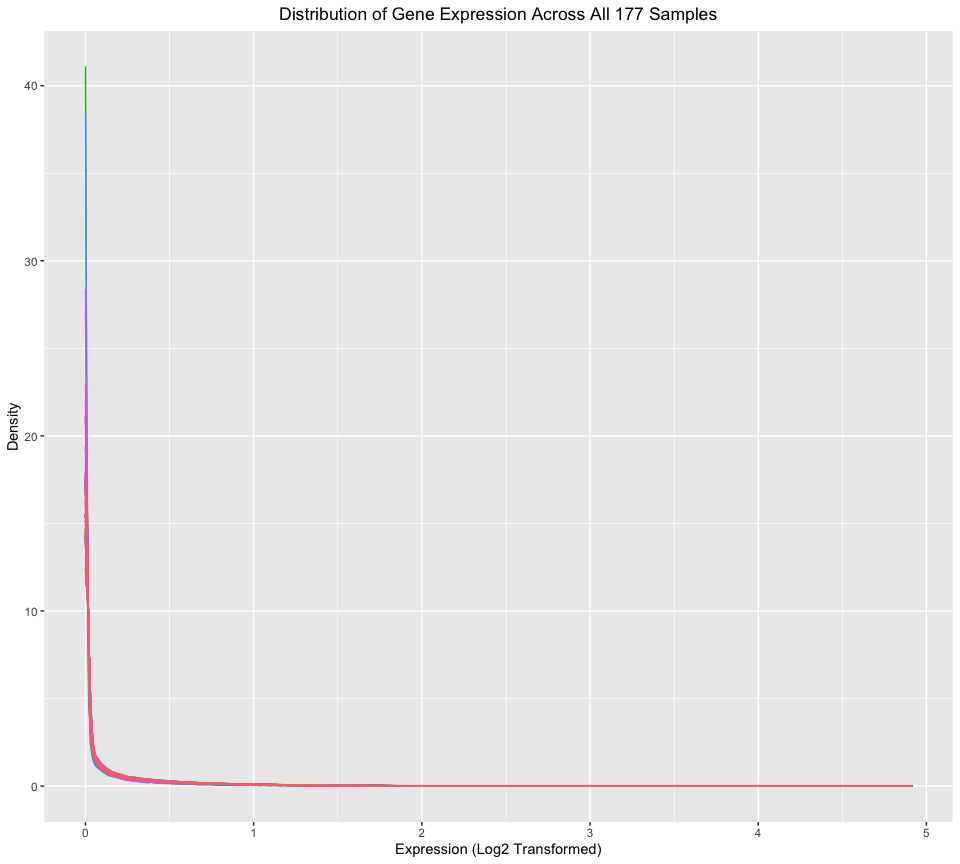 Distribution of Gene Expression Across All 177 Samples
40
30
20
10
0
Density
0 1 2 3 4 5
Expression (Log2 Transformed)